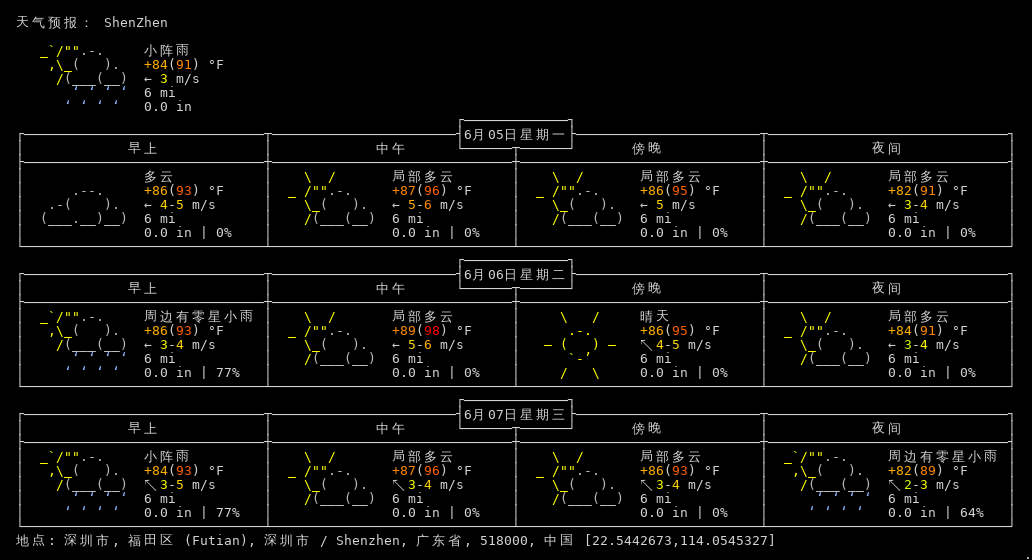 天气预报： ShenZhen
小阵雨
+84(91) °F
← 3 m/s
6 mi
0.0 in
6月05日星期一
早上 中午 傍晚 夜间
多云 局部多云 局部多云 局部多云
+86(93) °F +87(96) °F +86(95) °F +82(91) °F
← 4-5 m/s ← 5-6 m/s ← 5 m/s ← 3-4 m/s
6 mi 6 mi 6 mi 6 mi
0.0 in | 0% 0.0 in | 0% 0.0 in | 0% 0.0 in | 0%
6月06日星期二
早上 中午 傍晚 夜间
周边有零星小雨 局部多云 晴天 局部多云
+86(93) °F +89(98) °F +86(95) °F +84(91) °F
← 3-4 m/s ← 5-6 m/s ↖ 4-5 m/s ← 3-4 m/s
6 mi 6 mi 6 mi 6 mi
0.0 in | 77% 0.0 in | 0% 0.0 in | 0% 0.0 in | 0%
6月07日星期三
早上 中午 傍晚 夜间
小阵雨 局部多云 局部多云 周边有零星小雨
+84(93) °F +87(96) °F +86(93) °F +82(89) °F
↖ 3-5 m/s ↖ 3-4 m/s ↖ 3-4 m/s ↖ 2-3 m/s
6 mi 6 mi 6 mi 6 mi
0.0 in | 77% 0.0 in | 0% 0.0 in | 0% 0.0 in | 64%
地点: 深圳市, 福田区 (Futian), 深圳市 / Shenzhen, 广东省, 518000, 中国 [22.5442673,114.0545327]